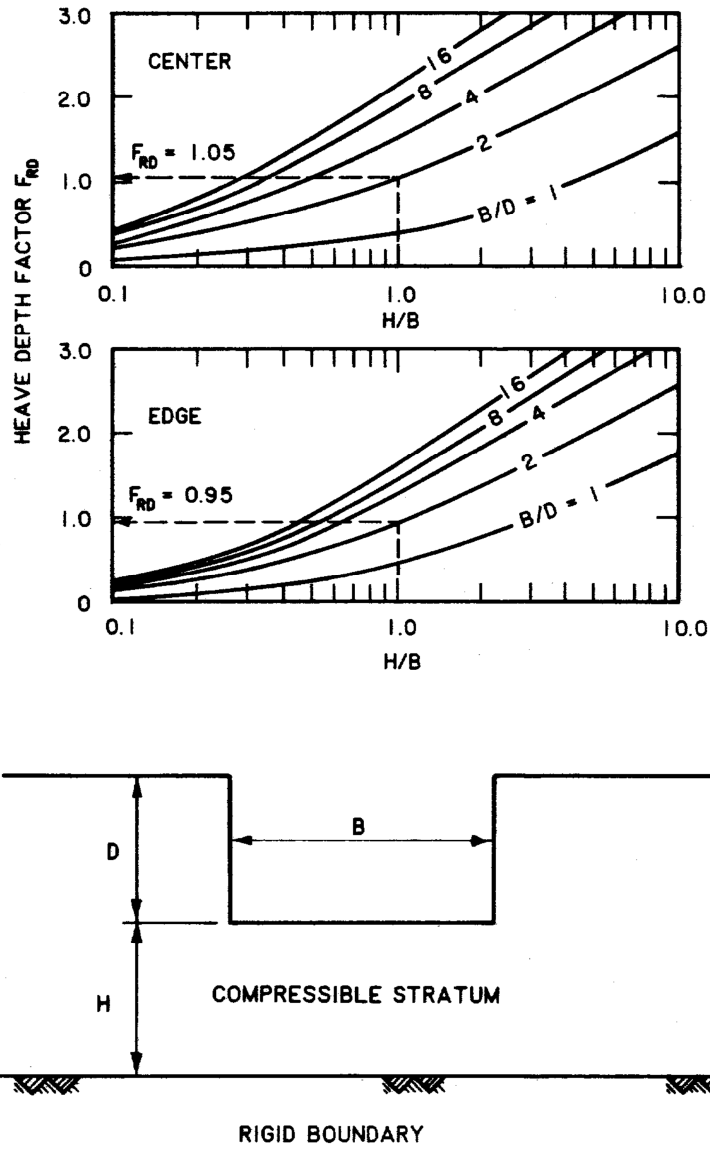 HEAVE DEPTH FACTOR F_RD
3.0
2.0
1.0
0
CENTER
F_RD = 1.05
16
8
4
2
B/D = 1
0.1
1.0
10.0
H/B
3.0
2.0
1.0
0
EDGE
F_RD = 0.95
16
8
4
2
B/D = 1
0.1
1.0
10.0
H/B
D
B
H
COMPRESSIBLE STRATUM
RIGID BOUNDARY